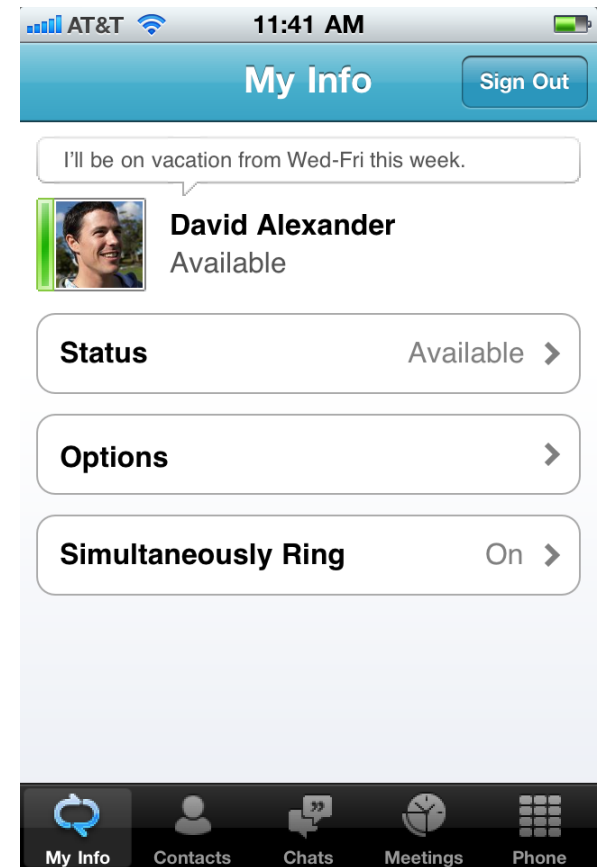 AT&T 11:41 AM
My Info
Sign Out
I'll be on vacation from Wed-Fri this week.
David Alexander
Available
Status Available
Options
Simultaneously Ring On
My Info Contacts Chats Meetings Phone